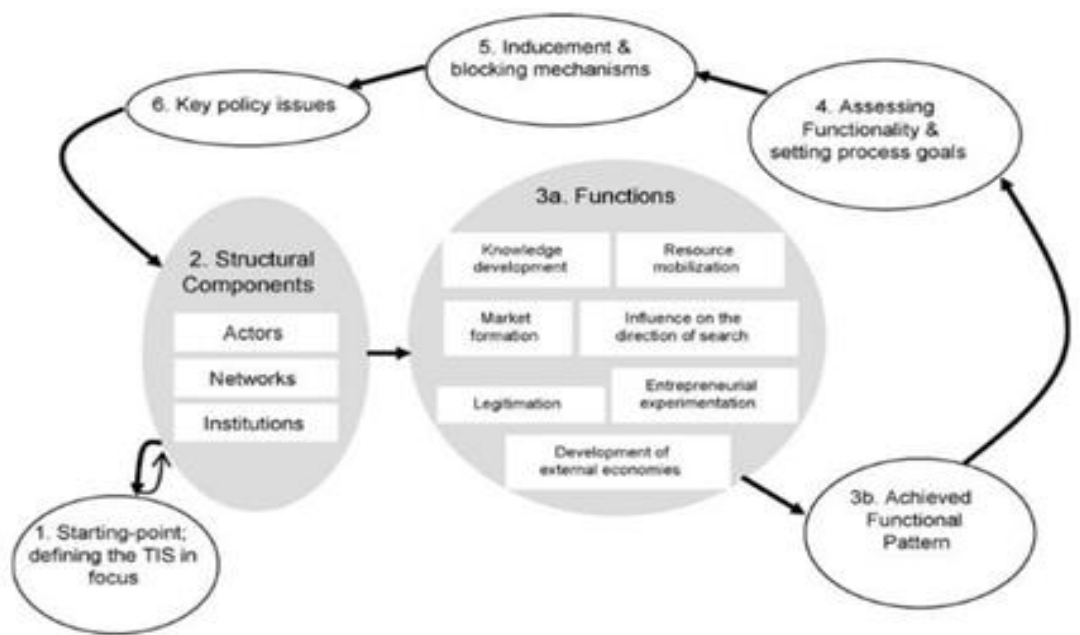 5. Inducement &
blocking mechanisms
6. Key policy issues
4. Assessing
Functionality &
setting process goals
3a. Functions
Knowledge
development
Resource
mobilization
Market
formation
Influence on the
direction of search
Legitimation
Entrepreneurial
experimentation
Development of
external economies
2. Structural
Components
Actors
Networks
Institutions
1. Starting-point;
defining the TIS in
focus
3b. Achieved
Functional
Pattern